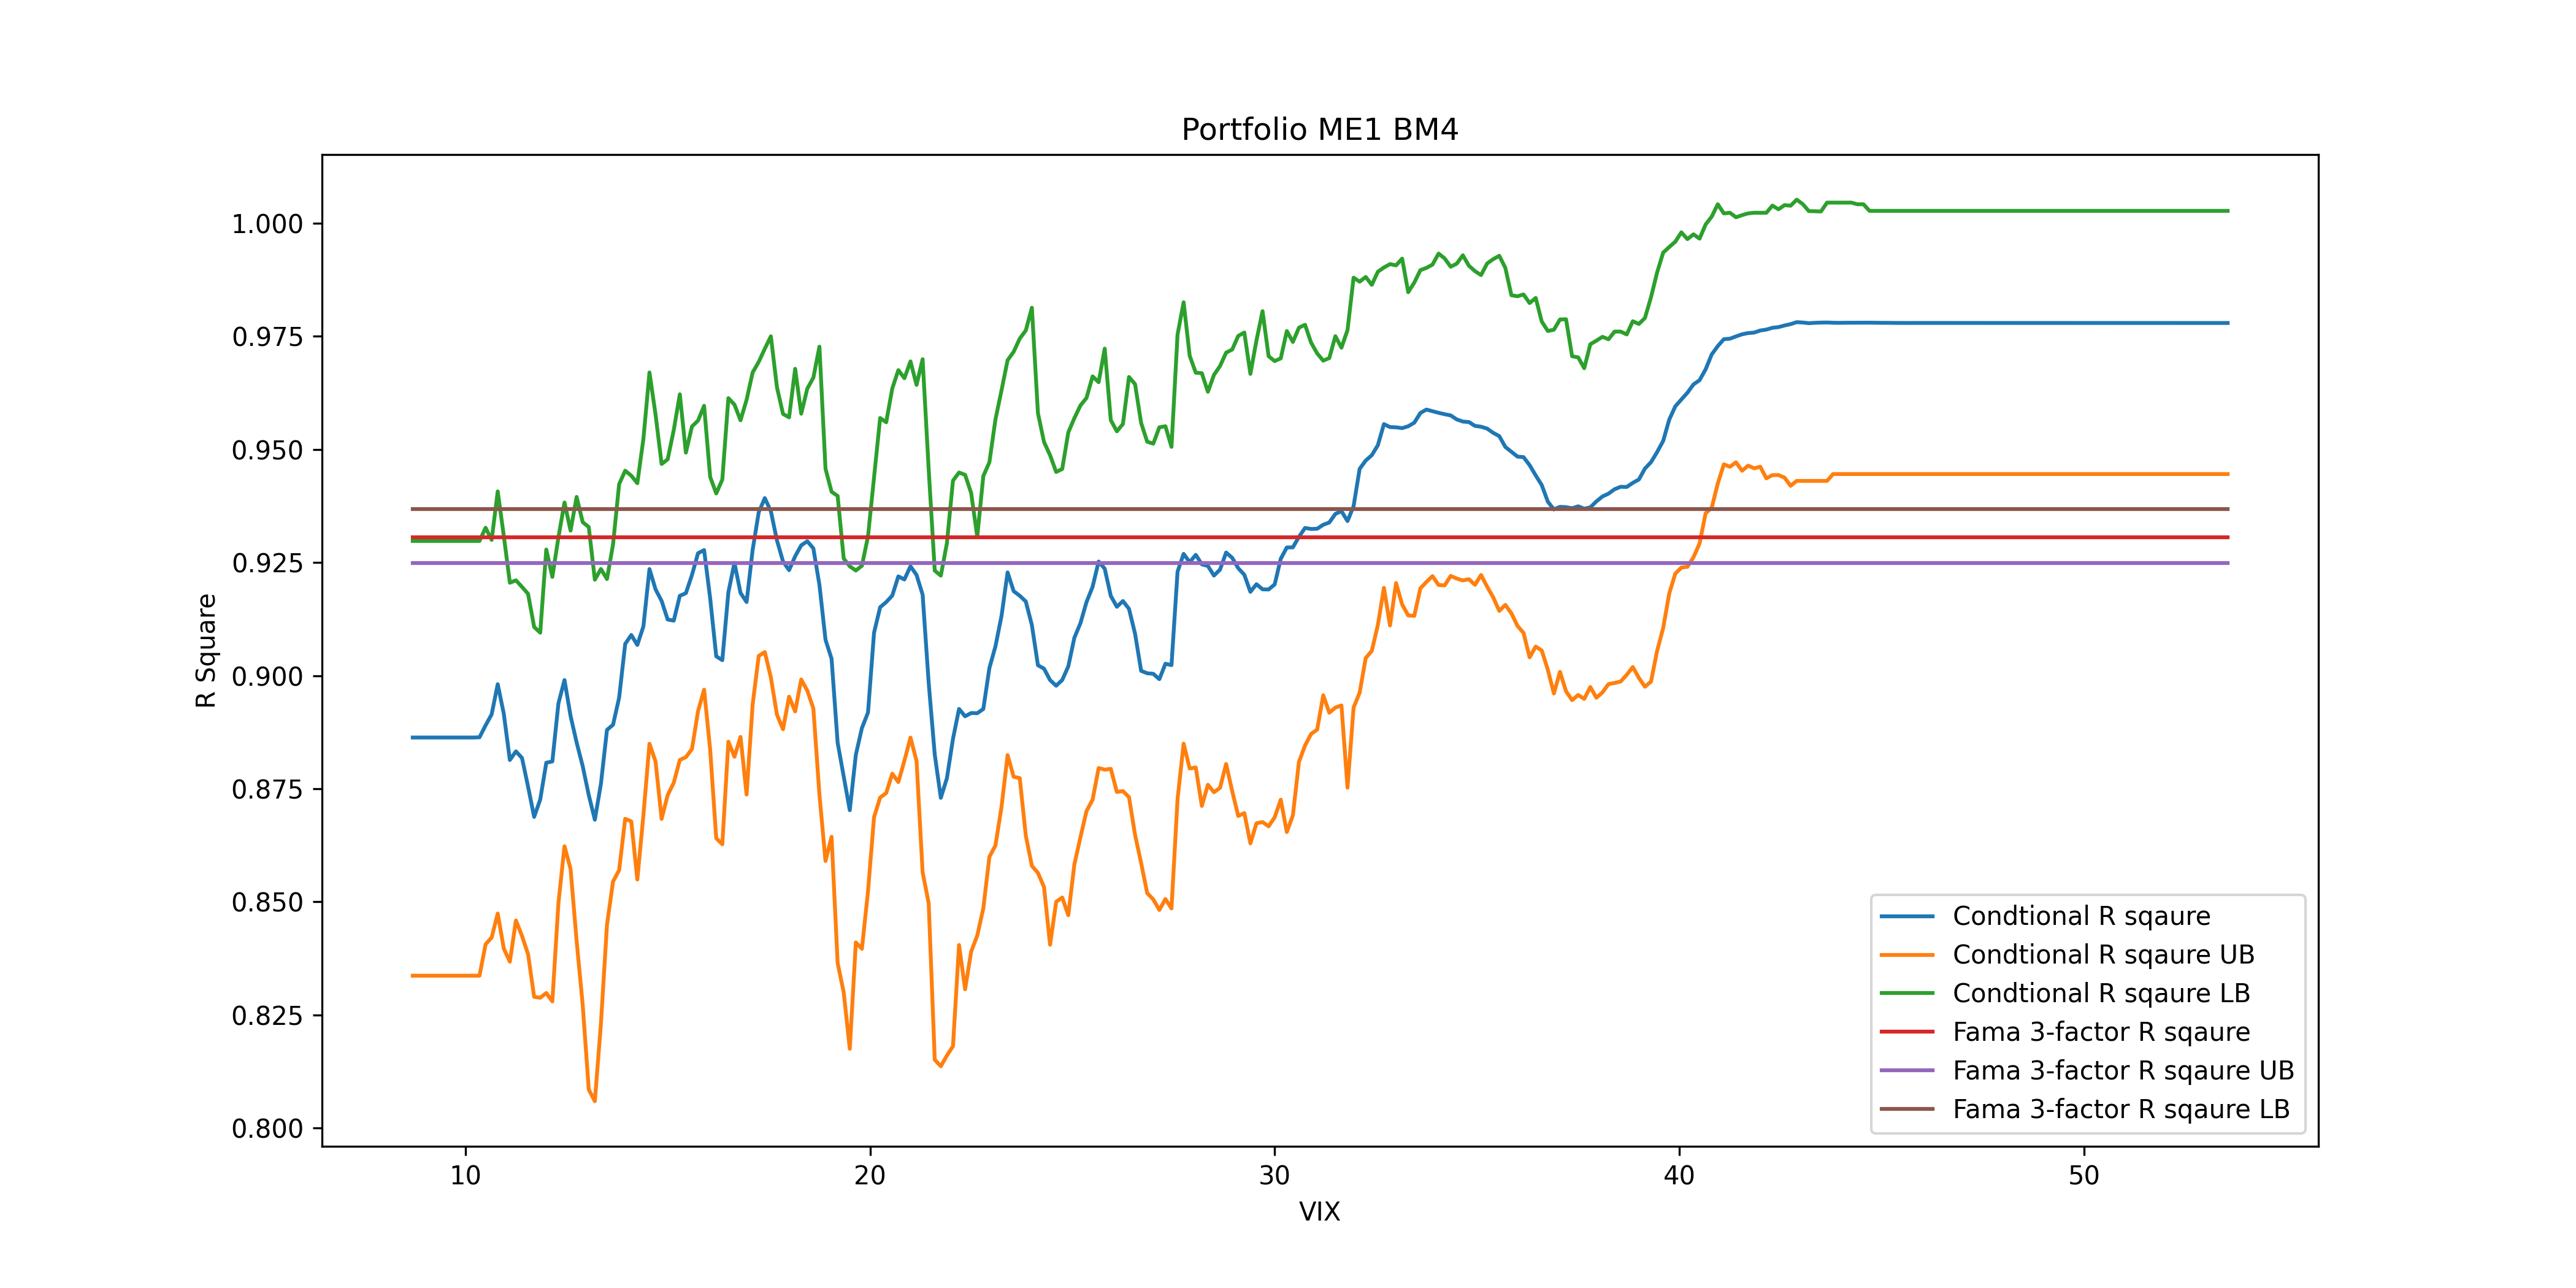 Portfolio ME1 BM4
R Square
1.000
0.975
0.950
0.925
0.900
0.875
0.850
0.825
0.800
10 20 30 40 50
VIX
Condtional R sqaure
Condtional R sqaure UB
Condtional R sqaure LB
Fama 3-factor R sqaure
Fama 3-factor R sqaure UB
Fama 3-factor R sqaure LB